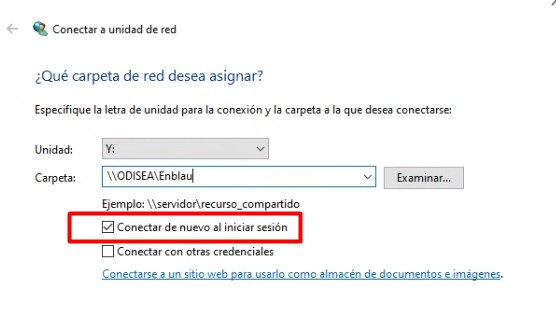 Conectar a unidad de red
¿Qué carpeta de red desea asignar?
Especifique la letra de unidad para la conexión y la carpeta a la que desea conectarse:
Unidad: Y:
Carpeta: \\ODISEA\Enblau Examinar...
Ejemplo: \\servidor\recurso_compartido
Conectar de nuevo al iniciar sesión
Conectar con otras credenciales
Conectarse a un sitio web para usarlo como almacén de documentos e imágenes.